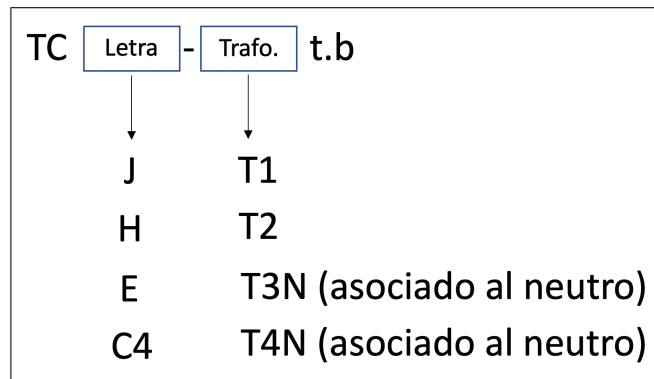 TC Letra - Trafo. t.b
J T1
H T2
E T3N (asociado al neutro)
C4 T4N (asociado al neutro)